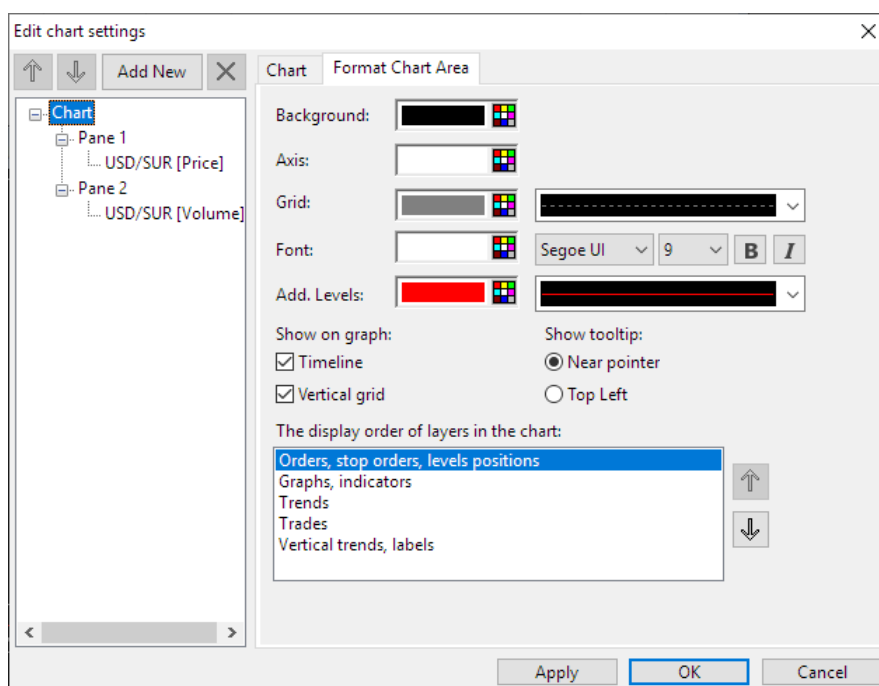 Edit chart settings
Add New
Chart
Pane 1
USD/SUR [Price]
Pane 2
USD/SUR [Volume]
Chart
Format Chart Area
Background:
Axis:
Grid:
Font:
Segoe UI
9
B
I
Add. Levels:
Show on graph:
Show tooltip:
Timeline
Near pointer
Vertical grid
Top Left
The display order of layers in the chart:
Orders, stop orders, levels positions
Graphs, indicators
Trends
Trades
Vertical trends, labels
Apply
OK
Cancel